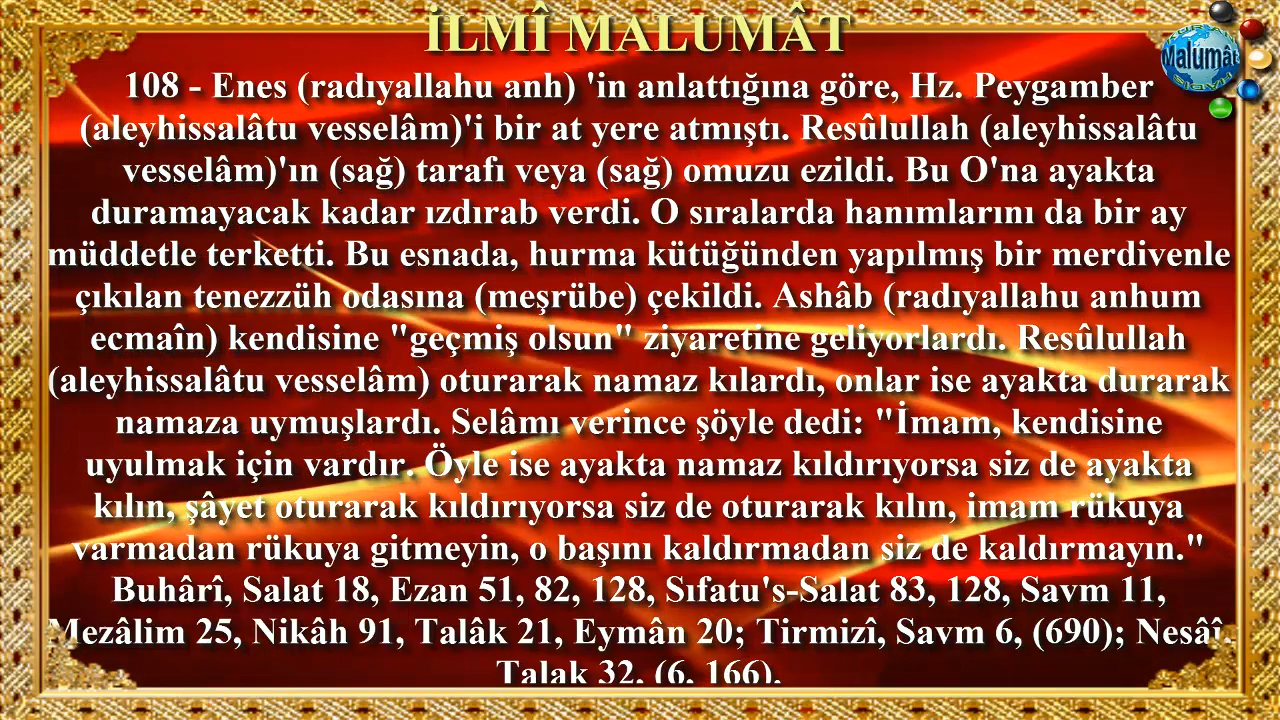 İLMÎ MALUMÂT
Malumât
108 - Enes (radıyallahu anh) 'in anlattığına göre, Hz. Peygamber
(aleyhissalâtu vesselâm)'i bir at yere atmıştı. Resûlullah (aleyhissalâtu
vesselâm)'ın (sağ) tarafı veya (sağ) omuzu ezildi. Bu O'na ayakta
duramayacak kadar ızdırab verdi. O sıralarda hanımlarını da bir ay
müddetle terketti. Bu esnada, hurma kütüğünden yapılmış bir merdivenle
çıkılan tenezzüh odasına (meşrübe) çekildi. Ashâb (radıyallahu anhum
ecmaîn) kendisine "geçmiş olsun" ziyaretine geliyorlardı. Resûlullah
(aleyhissalâtu vesselâm) oturarak namaz kılardı, onlar ise ayakta durarak
namaza uymuşlardı. Selâmı verince şöyle dedi: "İmam, kendisine
uyulmak için vardır. Öyle ise ayakta namaz kıldırıyorsa siz de ayakta
kılın, şâyet oturarak kıldırıyorsa siz de oturarak kılın, imam rükuya
varmadan rükuya gitmeyin, o başını kaldırmadan siz de kaldırmayın."
Buhârî, Salat 18, Ezan 51, 82, 128, Sıfatu's-Salat 83, 128, Savm 11,
Mezâlim 25, Nikâh 91, Talâk 21, Eymân 20; Tirmizî, Savm 6, (690); Nesâî,
Talak 32, (6, 166).